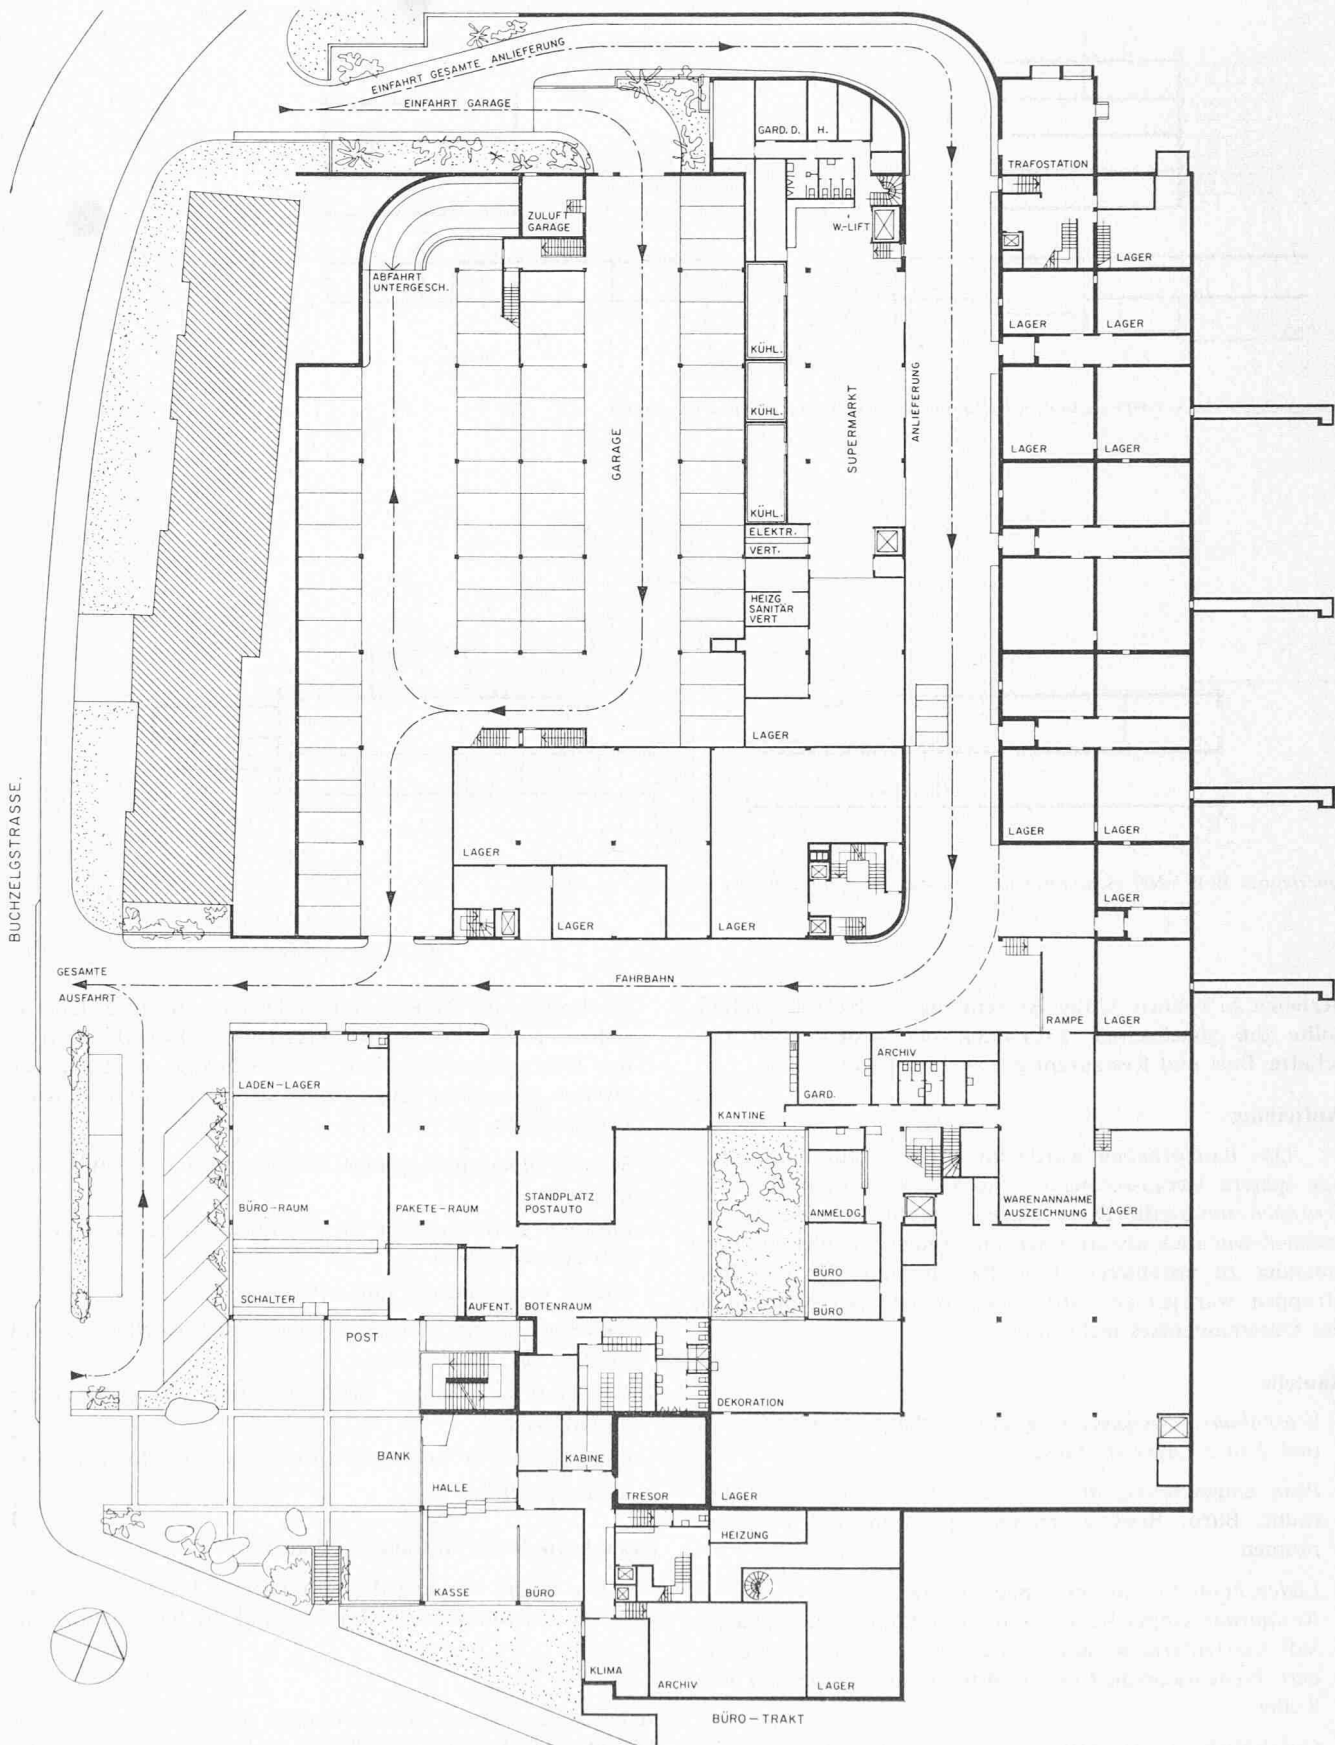 EINFAHRT GESAMTE ANLIEFERUNG
EINFAHRT GARAGE
GARD. D.
H.
TRAFOSTATION
ZULUFT
GARAGE
W.-LIFT
LAGER
ABFAHRT
UNTERGESCH.
LAGER
LAGER
KÜHL.
KÜHL.
KÜHL.
GARAGE
SUPERMARKT
ANLIEFERUNG
LAGER
LAGER
ELEKTR.
VERT.
HEIZG
SANITÄR
VERT
LAGER
LAGER
LAGER
LAGER
LAGER
LAGER
LAGER
BUCHZELGSTRASSE.
GESAMTE
AUSFAHRT
FAHRBAHN
RAMPE
LAGER
LADEN-LAGER
ARCHIV
GARD.
KANTINE
BÜRO-RAUM
PAKETE-RAUM
STANDPLATZ
POSTAUTO
ANMELDG.
WARENANNAHME
AUSZEICHNUNG
LAGER
BÜRO
BÜRO
SCHALTER
AUFENT.
BOTENRAUM
POST
DEKORATION
BANK
HALLE
KABINE
TRESOR
LAGER
HEIZUNG
KASSE
BÜRO
KLIMA
ARCHIV
LAGER
BÜRO-TRAKT